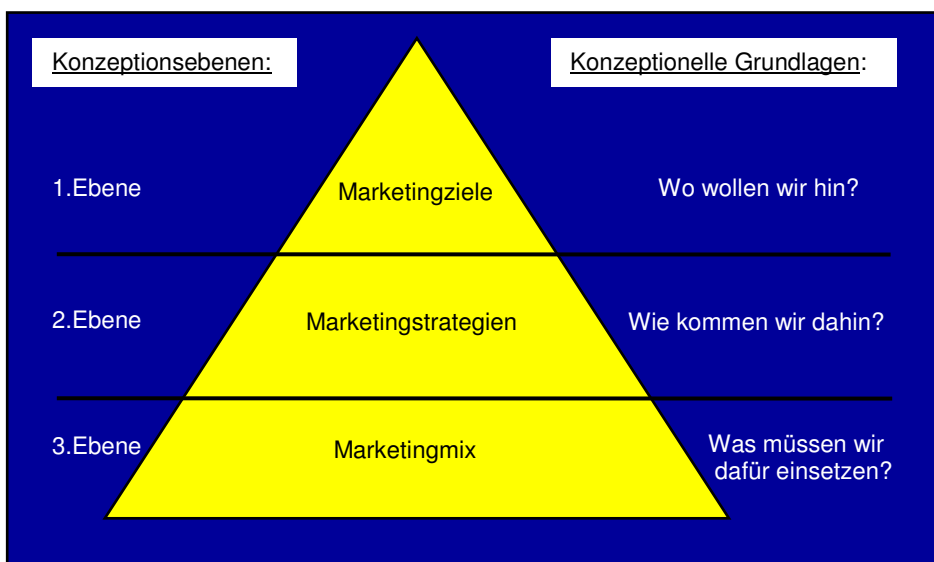 Konzeptionsebenen:
Konzeptionelle Grundlagen:
1.Ebene
Marketingziele
Wo wollen wir hin?
2.Ebene
Marketingstrategien
Wie kommen wir dahin?
3.Ebene
Marketingmix
Was müssen wir
dafür einsetzen?